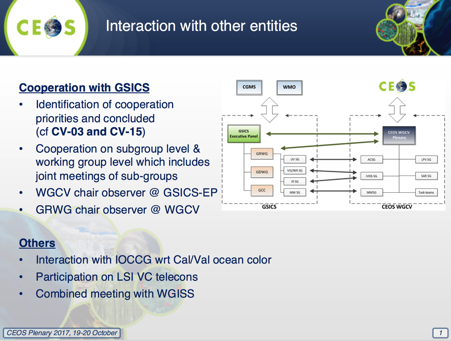 CEOS
Interaction with other entities
Cooperation with GSICS
• Identification of cooperation
priorities and concluded
(cf CV-03 and CV-15)
• Cooperation on subgroup level &
working group level which includes
joint meetings of sub-groups
• WGCV chair observer @ GSICS-EP
• GRWG chair observer @ WGCV
CGMS
WMO
CEOS
GSICS
Executive Panel
CEOS WGCV
Plenary
GRWG
GDWG
GCC
UV SG
VIS/NIR SG
IR SG
MW SG
ACSG
IVOS SG
MWSG
LPV SG
SAR SG
GSICS
CEOS WGCV
Others
• Interaction with IOCCG wrt Cal/Val ocean color
• Participation on LSI VC telecons
• Combined meeting with WGISS
CEOS Plenary 2017, 19-20 October
1